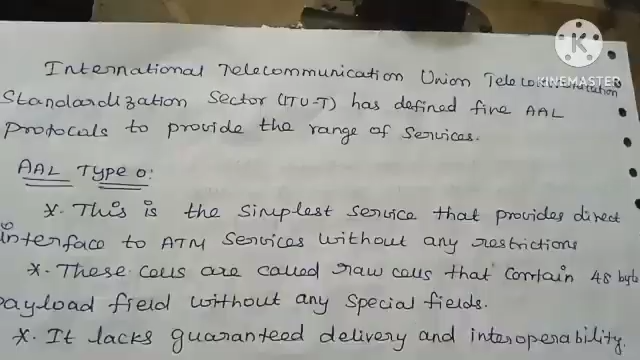 K
KINEMASTER
International Telecommunication Union Telecommunication
Standardization Sector (ITU-T) has defined five AAL
protocals to provide the range of services.
AAL Type 0:
*. This is the simplest service that provides direct
interface to ATM services without any restrictions
*. These cells are called raw cells that contain 48 byte
payload field without any special fields.
*. It lacks guaranteed delivery and interoperability.